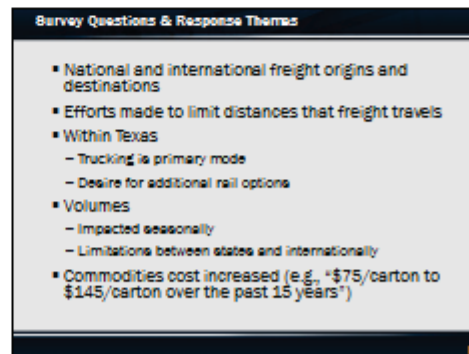 Survey Questions & Response Themes
▪ National and international freight origins and
destinations
▪ Efforts made to limit distances that freight travels
▪ Within Texas
– Trucking is primary mode
– Desire for additional rail options
▪ Volumes
– Impacted seasonally
– Limitations between states and internationally
▪ Commodities cost increased (e.g., "$75/carton to
$145/carton over the past 15 years")